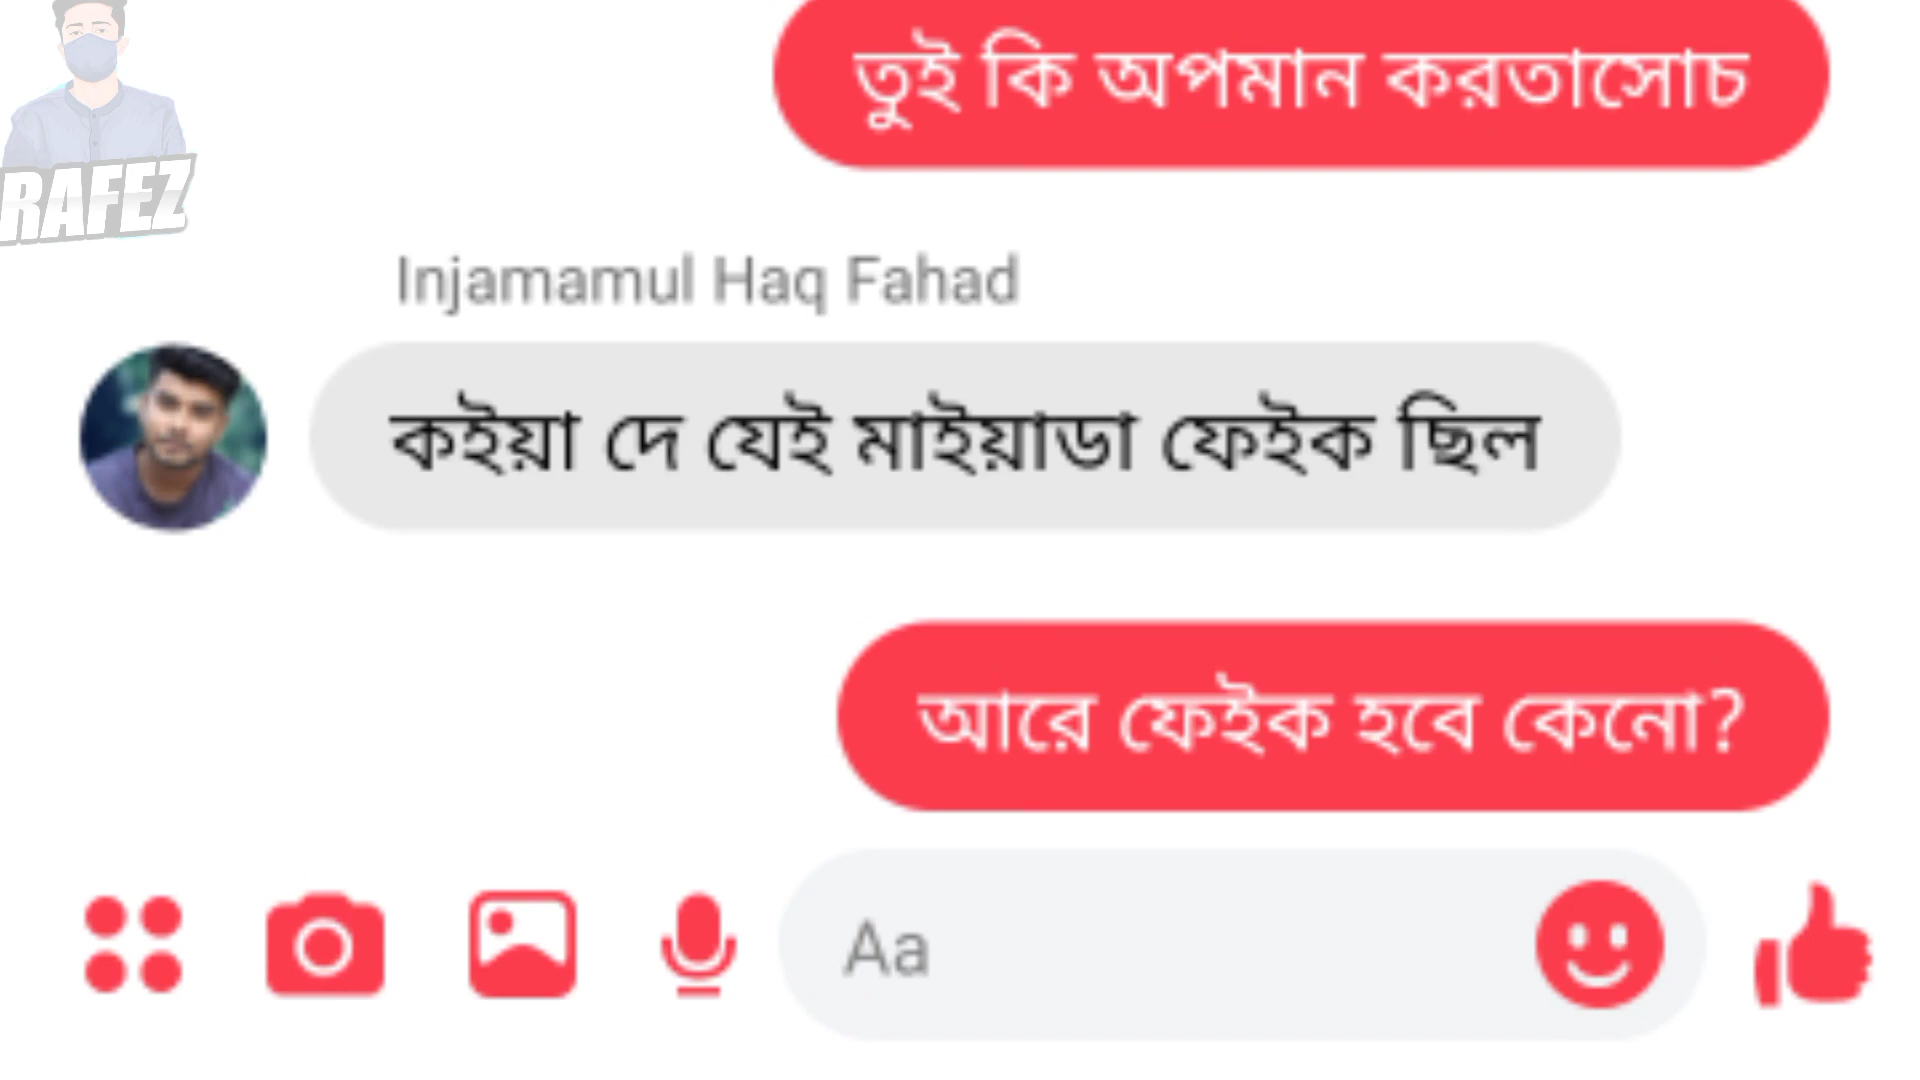 তুই কি অপমান করতাসোচ
RAFEZ
Injamamul Haq Fahad
কইয়া দে যেই মাইয়াডা ফেইক ছিল
আরে ফেইক হবে কেনো?
Aa